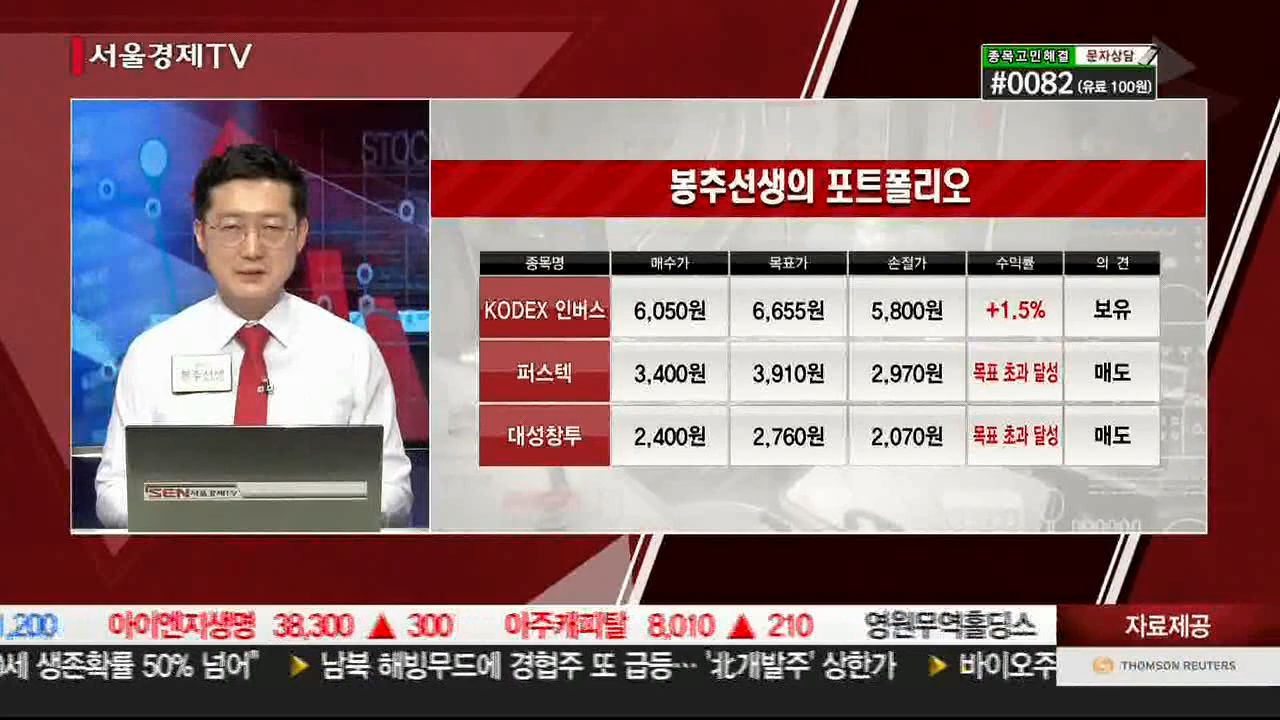 서울경제TV
종목고민해결 문자상담
#0082 (유료 100원)
STOC
봉추선생의 포트폴리오
종목명 매수가 목표가 손절가 수익률 의 견
KODEX 인버스 6,050원 6,655원 5,800원 +1.5% 보유
퍼스텍 3,400원 3,910원 2,970원 목표 초과 달성 매도
대성창투 2,400원 2,760원 2,070원 목표 초과 달성 매도
봉추선생
SEN 서울경제TV
1,200 아이엔지생명 38,300 ▲ 300 아주캐피탈 8,010 ▲ 210 영원무역홀딩스
자료제공
0세 생존확률 50% 넘어" ▶ 남북 해빙무드에 경협주 또 급등… '北개발주' 상한가 ▶ 바이오주
THOMSON REUTERS